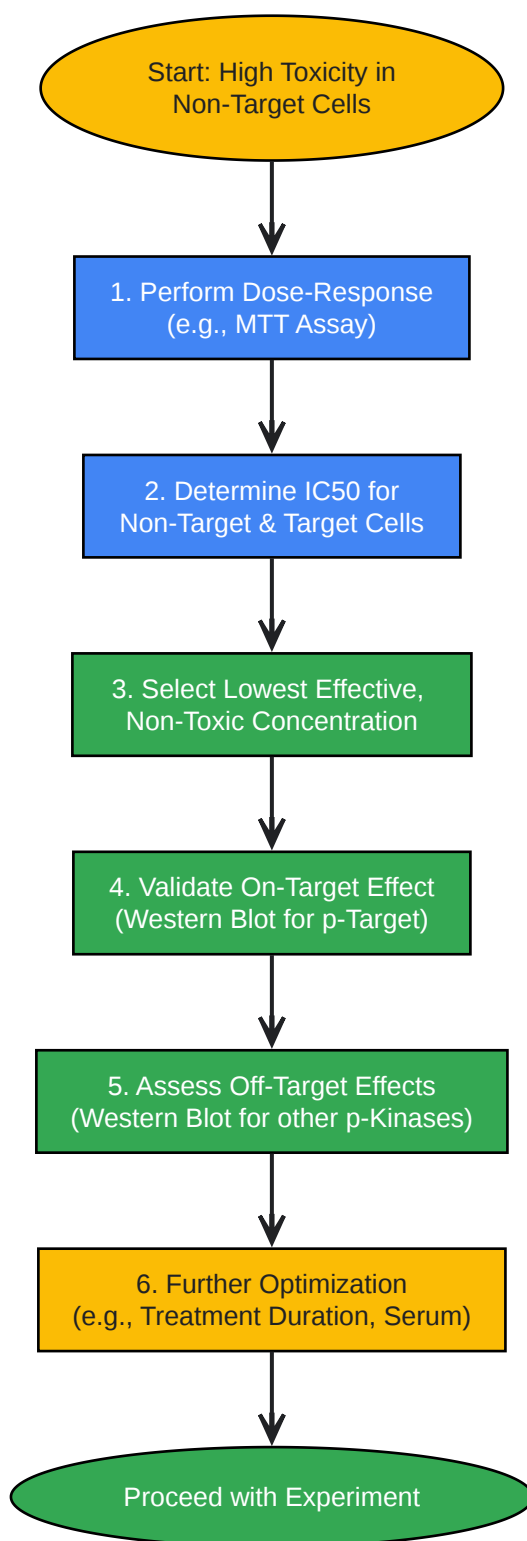 Start: High Toxicity in
Non-Target Cells
1. Perform Dose-Response
(e.g., MTT Assay)
2. Determine IC50 for
Non-Target & Target Cells
3. Select Lowest Effective,
Non-Toxic Concentration
4. Validate On-Target Effect
(Western Blot for p-Target)
5. Assess Off-Target Effects
(Western Blot for other p-Kinases)
6. Further Optimization
(e.g., Treatment Duration, Serum)
Proceed with Experiment